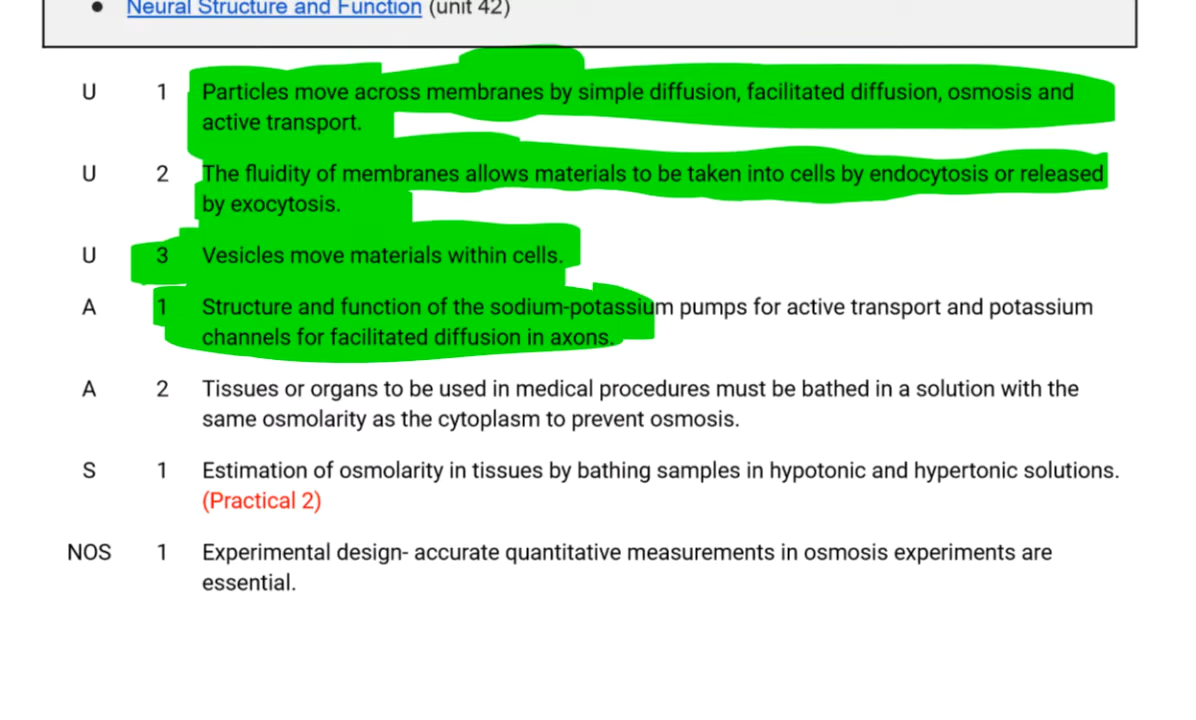 • Neural Structure and Function (unit 42)
U 1 Particles move across membranes by simple diffusion, facilitated diffusion, osmosis and
active transport.
U 2 The fluidity of membranes allows materials to be taken into cells by endocytosis or released
by exocytosis.
U 3 Vesicles move materials within cells.
A 1 Structure and function of the sodium-potassium pumps for active transport and potassium
channels for facilitated diffusion in axons.
A 2 Tissues or organs to be used in medical procedures must be bathed in a solution with the
same osmolarity as the cytoplasm to prevent osmosis.
S 1 Estimation of osmolarity in tissues by bathing samples in hypotonic and hypertonic solutions.
(Practical 2)
NOS 1 Experimental design- accurate quantitative measurements in osmosis experiments are
essential.